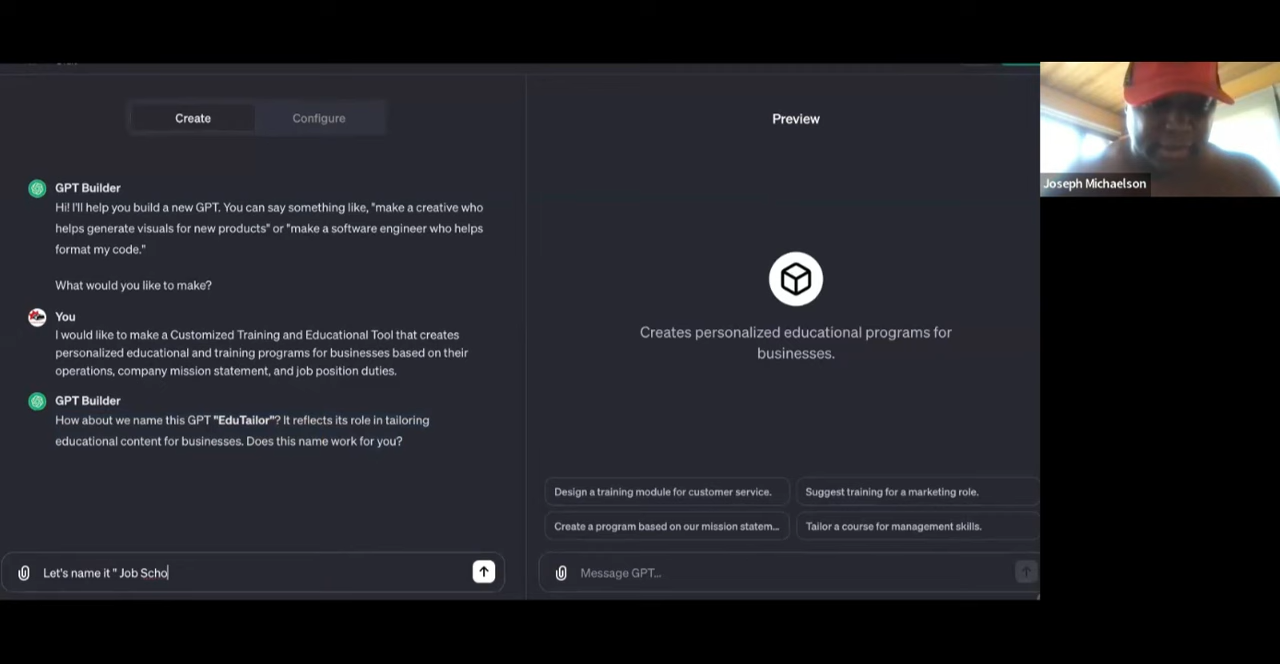 Create
Configure
Preview
GPT Builder
Hi! I'll help you build a new GPT. You can say something like, "make a creative who
helps generate visuals for new products" or "make a software engineer who helps
format my code."
What would you like to make?
You
I would like to make a Customized Training and Educational Tool that creates
personalized educational and training programs for businesses based on their
operations, company mission statement, and job position duties.
GPT Builder
How about we name this GPT "EduTailor"? It reflects its role in tailoring
educational content for businesses. Does this name work for you?
Let's name it " Job Scho
Creates personalized educational programs for
businesses.
Design a training module for customer service.
Suggest training for a marketing role.
Create a program based on our mission statem...
Tailor a course for management skills.
Message GPT...
Joseph Michaelson